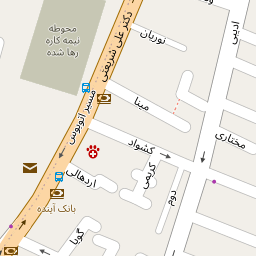 محوطه
نیمه کاره
رها شده
دکتر علی شریعتی
نوریان
ادیبی
مینا
مسیر اتوبوس
کشواد
مختاری
کریمی
اردهالی
دوم
بانک آینده
گویا